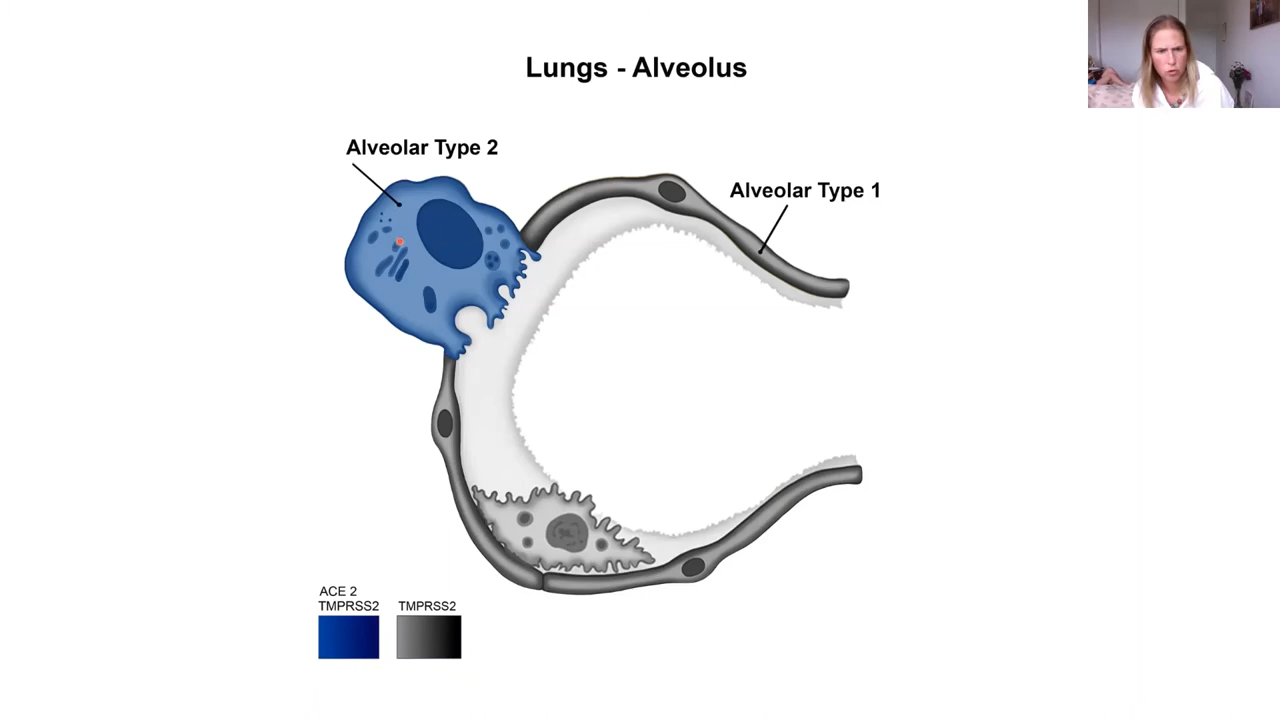 Lungs - Alveolus
Alveolar Type 2
Alveolar Type 1
ACE 2
TMPRSS2
TMPRSS2